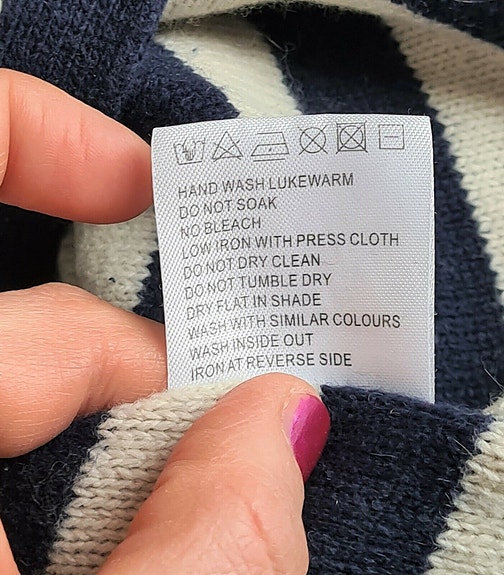 HAND WASH LUKEWARM
DO NOT SOAK
NO BLEACH
LOW IRON WITH PRESS CLOTH
DO NOT DRY CLEAN
DO NOT TUMBLE DRY
DRY FLAT IN SHADE
WASH WITH SIMILAR COLOURS
WASH INSIDE OUT
IRON AT REVERSE SIDE